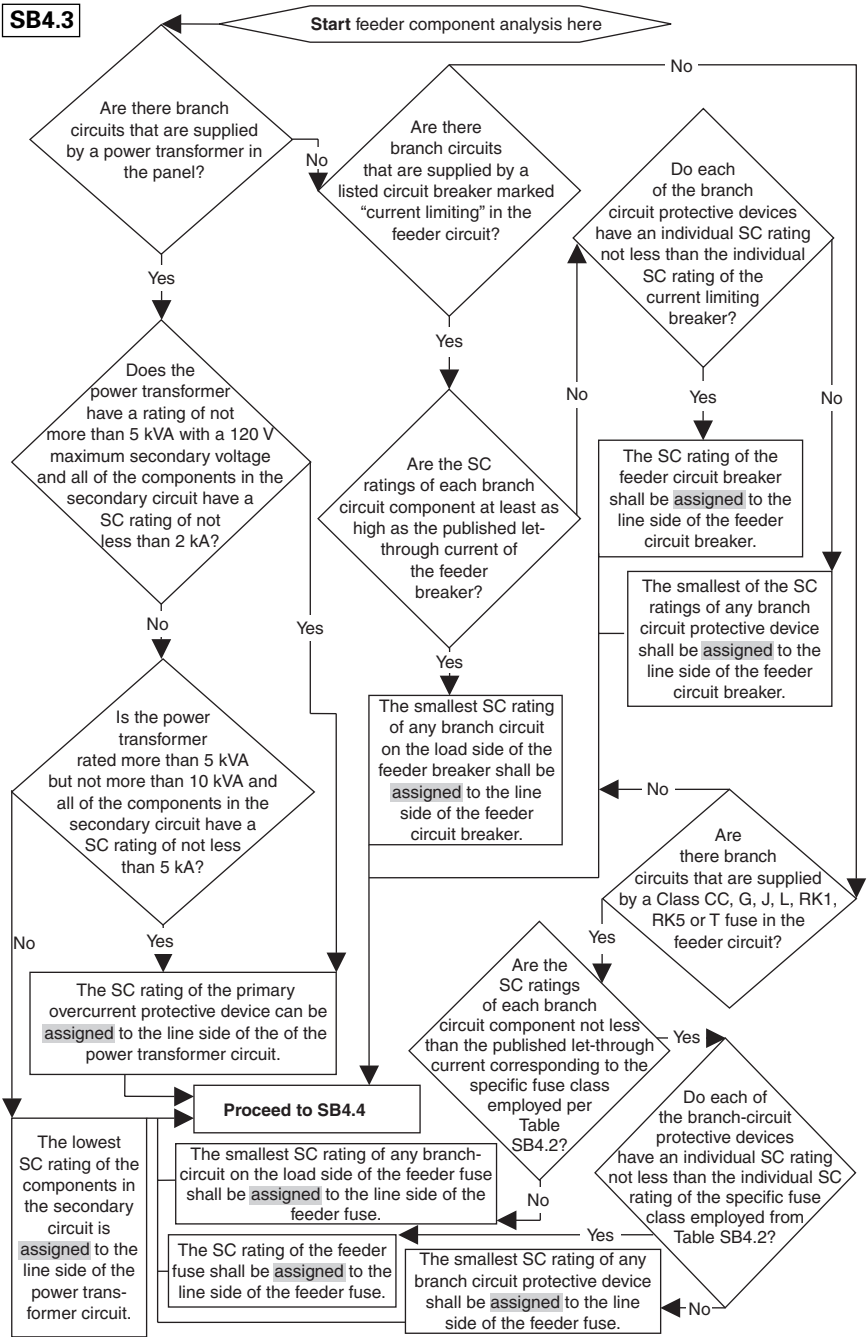 SB4.3
Start feeder component analysis here
Are there branch
circuits that are supplied
by a power transformer in
the panel?
No
Yes
Are there
branch circuits
that are supplied by a
listed circuit breaker marked
“current limiting” in the
feeder circuit?
No
Yes
Do each
of the branch
circuit protective devices
have an individual SC rating
not less than the individual
SC rating of the
current limiting
breaker?
Yes
No
Does the
power transformer
have a rating of not
more than 5 kVA with a 120 V
maximum secondary voltage
and all of the components in the
secondary circuit have a
SC rating of not
less than 2 kA?
No
Yes
Are the SC
ratings of each branch
circuit component at least as
high as the published let-
through current of
the feeder
breaker?
No
Yes
The SC rating of the
feeder circuit breaker
shall be assigned to the
line side of the feeder
circuit breaker.
The smallest of the SC
ratings of any branch
circuit protective device
shall be assigned to the
line side of the feeder
circuit breaker.
Is the power
transformer
rated more than 5 kVA
but not more than 10 kVA and
all of the components in the
secondary circuit have a
SC rating of not less
than 5 kA?
No
Yes
The smallest SC rating
of any branch circuit
on the load side of the
feeder breaker shall be
assigned to the line
side of the feeder
circuit breaker.
No
Are
there branch
circuits that are supplied
by a Class CC, G, J, L, RK1,
RK5 or T fuse in the
feeder circuit?
Yes
The SC rating of the primary
overcurrent protective device can be
assigned to the line side of the of the
power transformer circuit.
Are the
SC ratings
of each branch
circuit component not less
than the published let-through
current corresponding to the
specific fuse class
employed per
Table
SB4.2?
Yes
No
Proceed to SB4.4
Do each of
the branch-circuit
protective devices
have an individual SC rating
not less than the individual SC
rating of the specific fuse
class employed from
Table SB4.2?
Yes
No
The lowest
SC rating of the
components in
the secondary
circuit is
assigned to the
line side of the
power trans-
former circuit.
The smallest SC rating of any branch-
circuit on the load side of the feeder fuse
shall be assigned to the line side of the
feeder fuse.
The SC rating of the feeder
fuse shall be assigned to the
line side of the feeder fuse.
The smallest SC rating of any
branch circuit protective device
shall be assigned to the line
side of the feeder fuse.